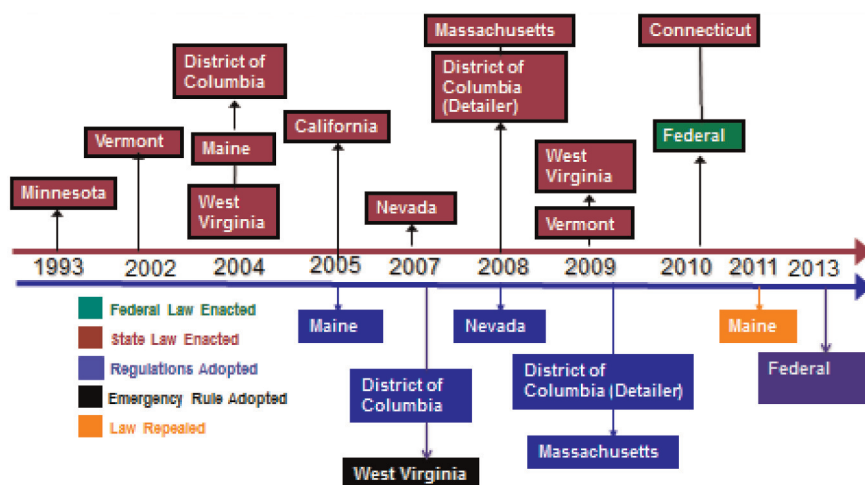 Massachusetts
Connecticut
District of
Columbia
District of
Columbia
(Detailer)
California
Federal
Vermont
Maine
West
Virginia
Minnesota
West
Virginia
Nevada
Vermont
1993
2002
2004
2005
2007
2008
2009
2010
2011
2013
Federal Law Enacted
State Law Enacted
Regulations Adopted
Emergency Rule Adopted
Law Repealed
Maine
Nevada
Maine
District of
Columbia
District of
Columbia (Detailer)
Federal
West Virginia
Massachusetts